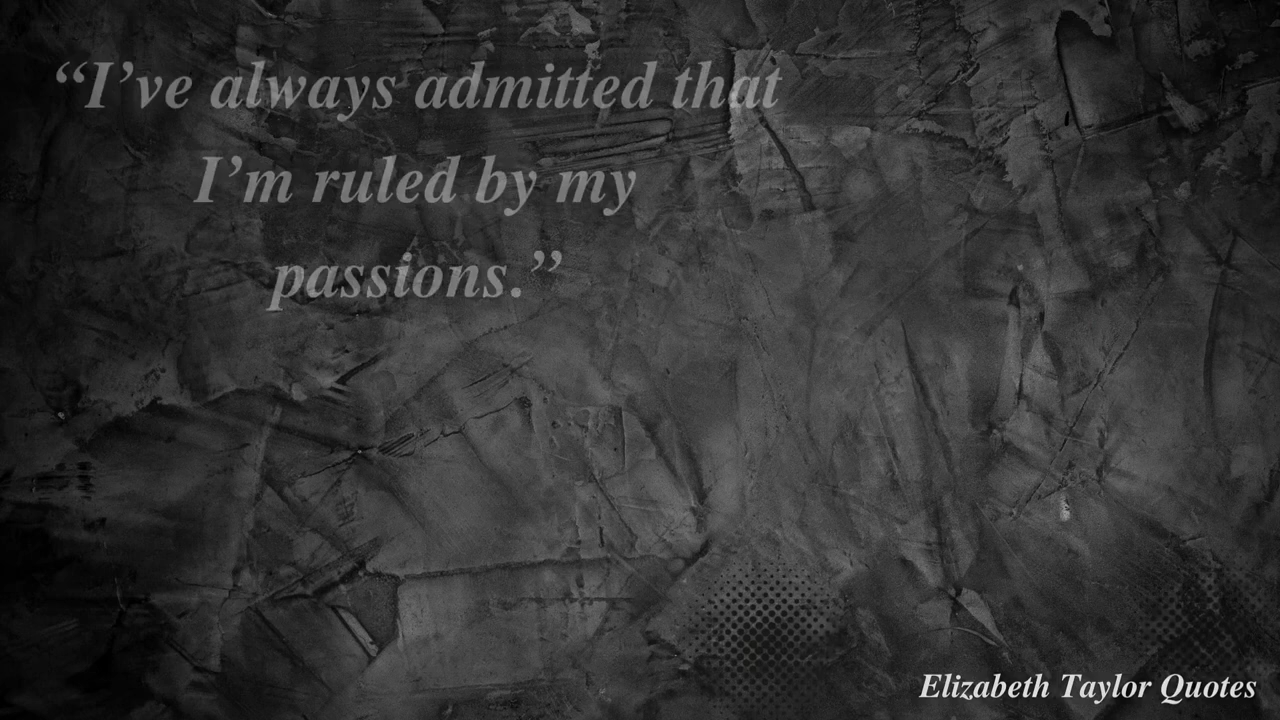 “I’ve always admitted that
I’m ruled by my
passions.”
Elizabeth Taylor Quotes